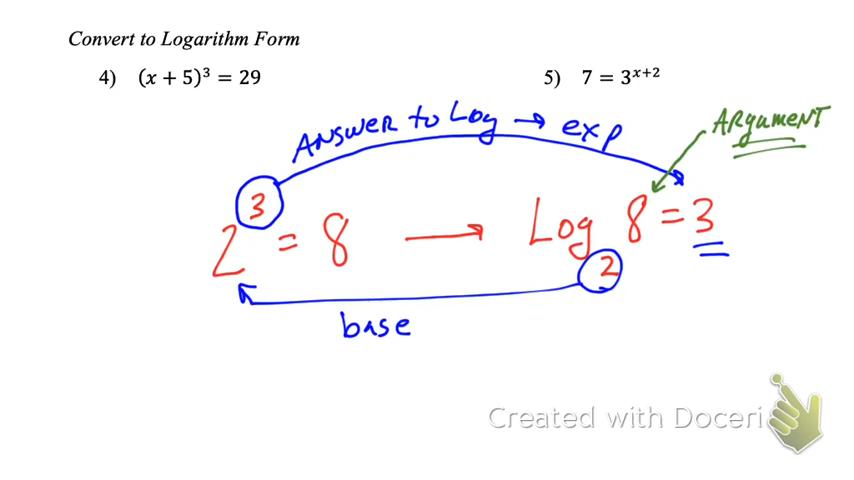 Convert to Logarithm Form
4) (x + 5)³ = 29
5) 7 = 3ˣ⁺²
ANSWER to Log → exp
ARgumeNT
2³ = 8 → Log₂ 8 = 3
base
Created with Doceri